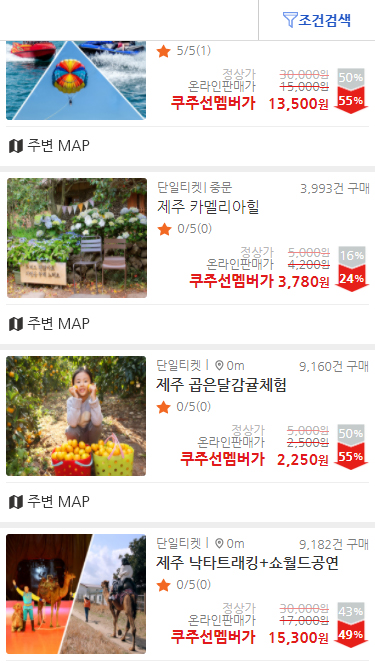 조건검색
5/5(1)
정상가 30,000원 50%
온라인판매가 15,000원
쿠주선멤버가 13,500원 55%
주변 MAP
단일티켓 | 중문 3,993건 구매
제주 카멜리아힐
0/5(0)
정상가 5,000원 16%
온라인판매가 4,200원
쿠주선멤버가 3,780원 24%
주변 MAP
단일티켓 | 0m 9,160건 구매
제주 곱은달감귤체험
0/5(0)
정상가 5,000원 50%
온라인판매가 2,500원
쿠주선멤버가 2,250원 55%
주변 MAP
단일티켓 | 0m 9,182건 구매
제주 낙타트래킹+쇼월드공연
0/5(0)
정상가 30,000원 43%
온라인판매가 17,000원
쿠주선멤버가 15,300원 49%